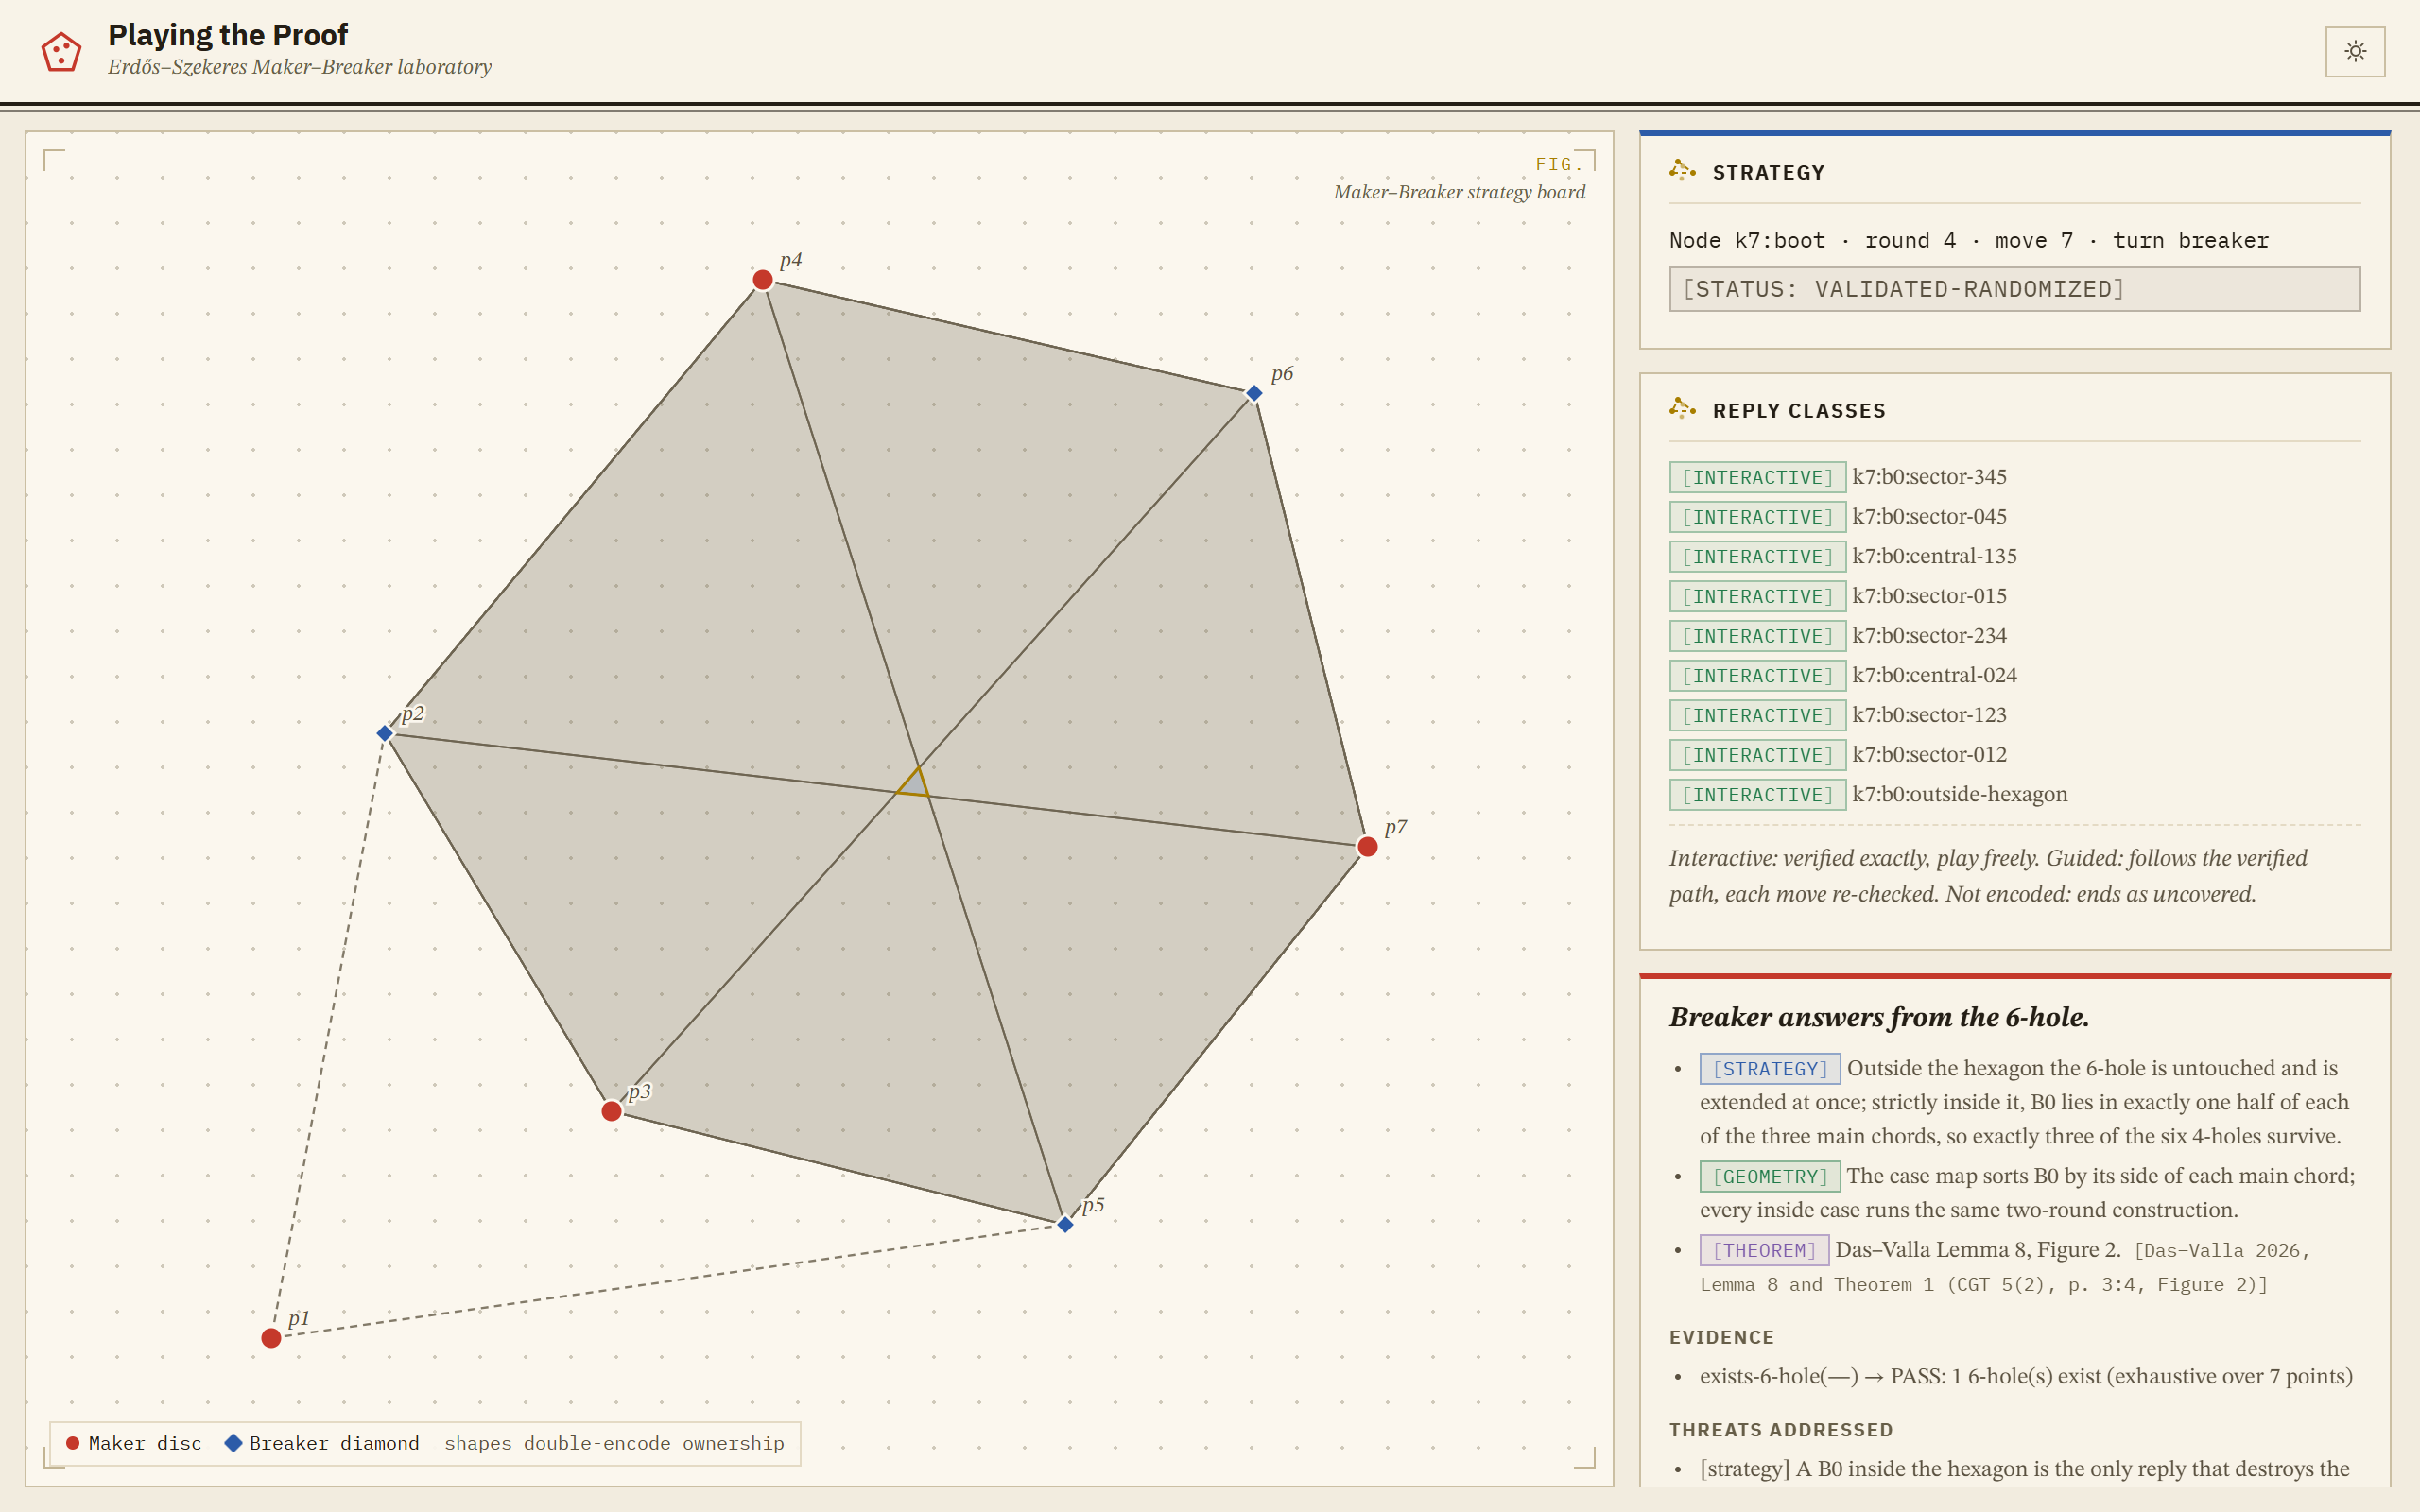 Playing the Proof
Erdős–Szekeres Maker–Breaker laboratory
FIG.
Maker–Breaker strategy board
p4
p6
p2
p7
p3
p5
p1
Maker disc
Breaker diamond
shapes double-encode ownership
STRATEGY
Node k7:boot · round 4 · move 7 · turn breaker
[STATUS: VALIDATED-RANDOMIZED]
REPLY CLASSES
[INTERACTIVE] k7:b0:sector-345
[INTERACTIVE] k7:b0:sector-045
[INTERACTIVE] k7:b0:central-135
[INTERACTIVE] k7:b0:sector-015
[INTERACTIVE] k7:b0:sector-234
[INTERACTIVE] k7:b0:central-024
[INTERACTIVE] k7:b0:sector-123
[INTERACTIVE] k7:b0:sector-012
[INTERACTIVE] k7:b0:outside-hexagon
Interactive: verified exactly, play freely. Guided: follows the verified
path, each move re-checked. Not encoded: ends as uncovered.
Breaker answers from the 6-hole.
• [STRATEGY] Outside the hexagon the 6-hole is untouched and is
extended at once; strictly inside it, B0 lies in exactly one half of each
of the three main chords, so exactly three of the six 4-holes survive.
• [GEOMETRY] The case map sorts B0 by its side of each main chord;
every inside case runs the same two-round construction.
• [THEOREM] Das–Valla Lemma 8, Figure 2. [Das–Valla 2026,
Lemma 8 and Theorem 1 (CGT 5(2), p. 3:4, Figure 2)]
EVIDENCE
• exists-6-hole(—) → PASS: 1 6-hole(s) exist (exhaustive over 7 points)
THREATS ADDRESSED
• [strategy] A B0 inside the hexagon is the only reply that destroys the